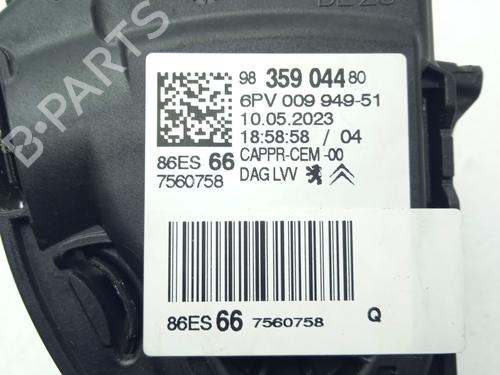 98 359 044 80
6PV 009 949-51
10.05.2023
18:58:58 / 04
86ES 66 CAPPR-CEM -00
7560758 DAG LVV
86ES 66 7560758 Q